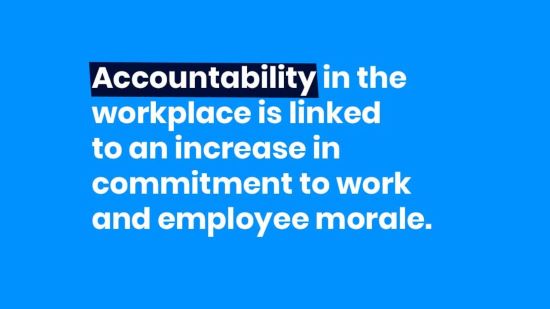 Accountability in the
workplace is linked
to an increase in
commitment to work
and employee morale.